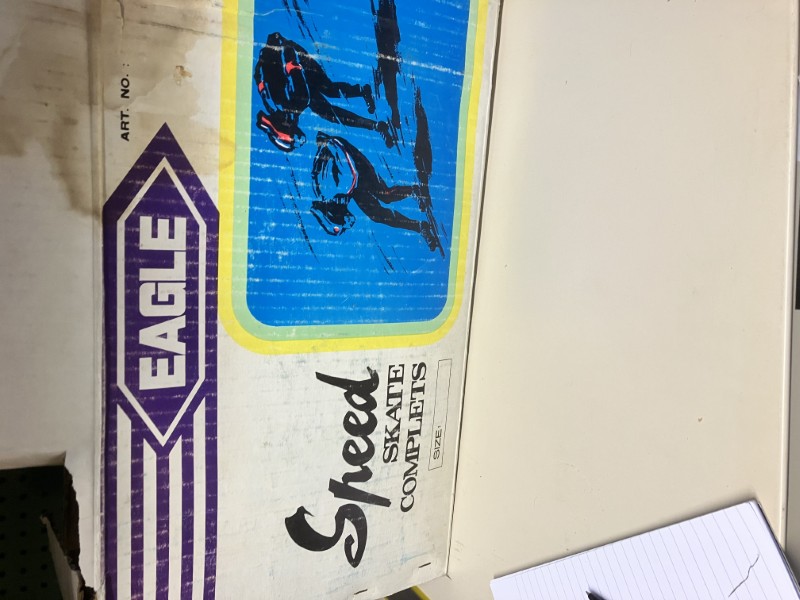 ART. NO. :
EAGLE
Speed
SKATE
COMPLETS
SIZE: